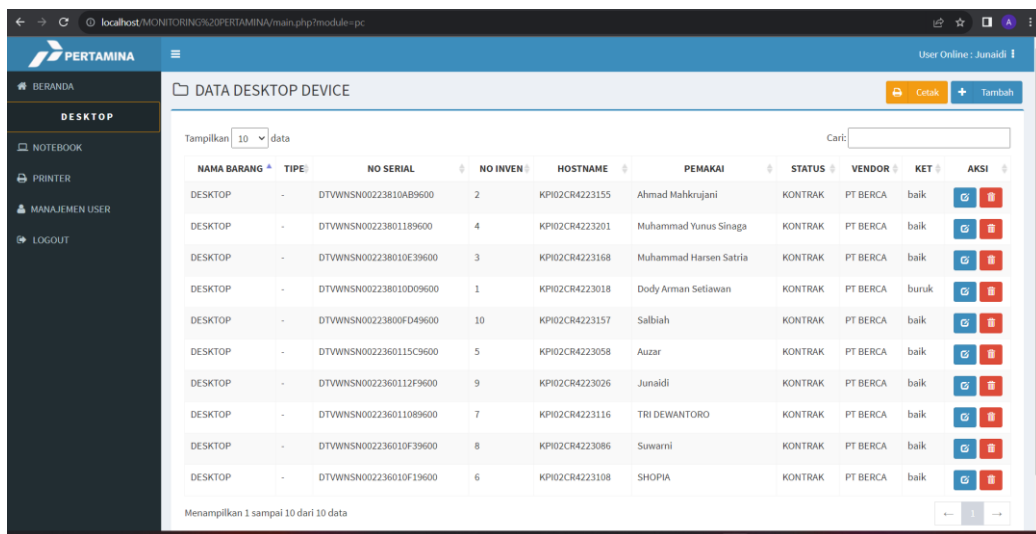 localhost/MONITORING%20PERTAMINA/main.php?module=pc
A
PERTAMINA
User Online : Junaidi
BERANDA
DESKTOP
NOTEBOOK
PRINTER
MANAJEMEN USER
LOGOUT
DATA DESKTOP DEVICE
Cetak
Tambah
Tampilkan 10 data
Cari:
NAMA BARANG TIPE NO SERIAL NO INVEN HOSTNAME PEMAKAI STATUS VENDOR KET AKSI
DESKTOP - DTVWNSN00223810AB9600 2 KPI02CR4223155 Ahmad Mahkrujani KONTRAK PT BERCA baik
DESKTOP - DTVWNSN00223801189600 4 KPI02CR4223201 Muhammad Yunus Sinaga KONTRAK PT BERCA baik
DESKTOP - DTVWNSN002238010E39600 3 KPI02CR4223168 Muhammad Harsen Satria KONTRAK PT BERCA baik
DESKTOP - DTVWNSN002238010D09600 1 KPI02CR4223018 Dody Arman Setiawan KONTRAK PT BERCA buruk
DESKTOP - DTVWNSN00223800FD49600 10 KPI02CR4223157 Salbiah KONTRAK PT BERCA baik
DESKTOP - DTVWNSN0022360115C9600 5 KPI02CR4223058 Auzar KONTRAK PT BERCA baik
DESKTOP - DTVWNSN0022360112F9600 9 KPI02CR4223026 Junaidi KONTRAK PT BERCA baik
DESKTOP - DTVWNSN002236011089600 7 KPI02CR4223116 TRI DEWANTORO KONTRAK PT BERCA baik
DESKTOP - DTVWNSN002236010F39600 8 KPI02CR4223086 Suwarni KONTRAK PT BERCA baik
DESKTOP - DTVWNSN002236010F19600 6 KPI02CR4223108 SHOPIA KONTRAK PT BERCA baik
Menampilkan 1 sampai 10 dari 10 data
← 1 →